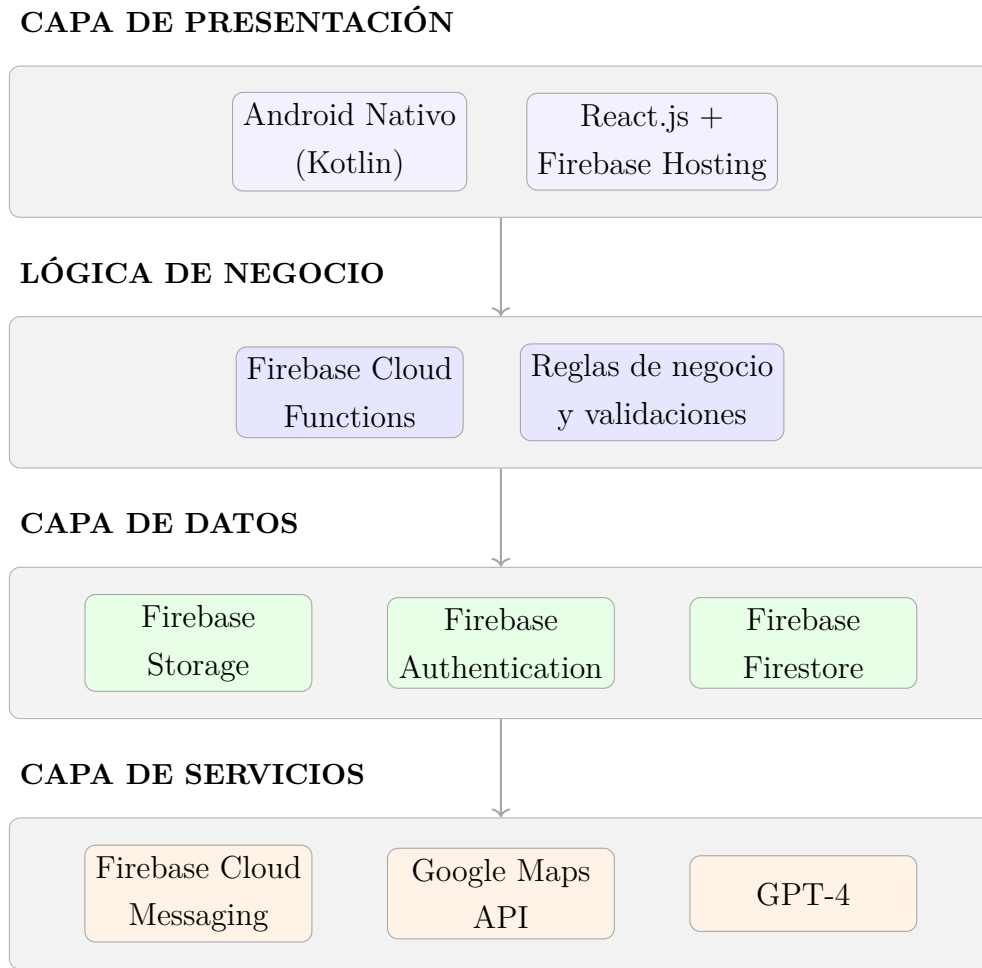 CAPA DE PRESENTACIÓN
Android Nativo
(Kotlin)
React.js +
Firebase Hosting
LÓGICA DE NEGOCIO
Firebase Cloud
Functions
Reglas de negocio
y validaciones
CAPA DE DATOS
Firebase
Storage
Firebase
Authentication
Firebase
Firestore
CAPA DE SERVICIOS
Firebase Cloud
Messaging
Google Maps
API
GPT-4